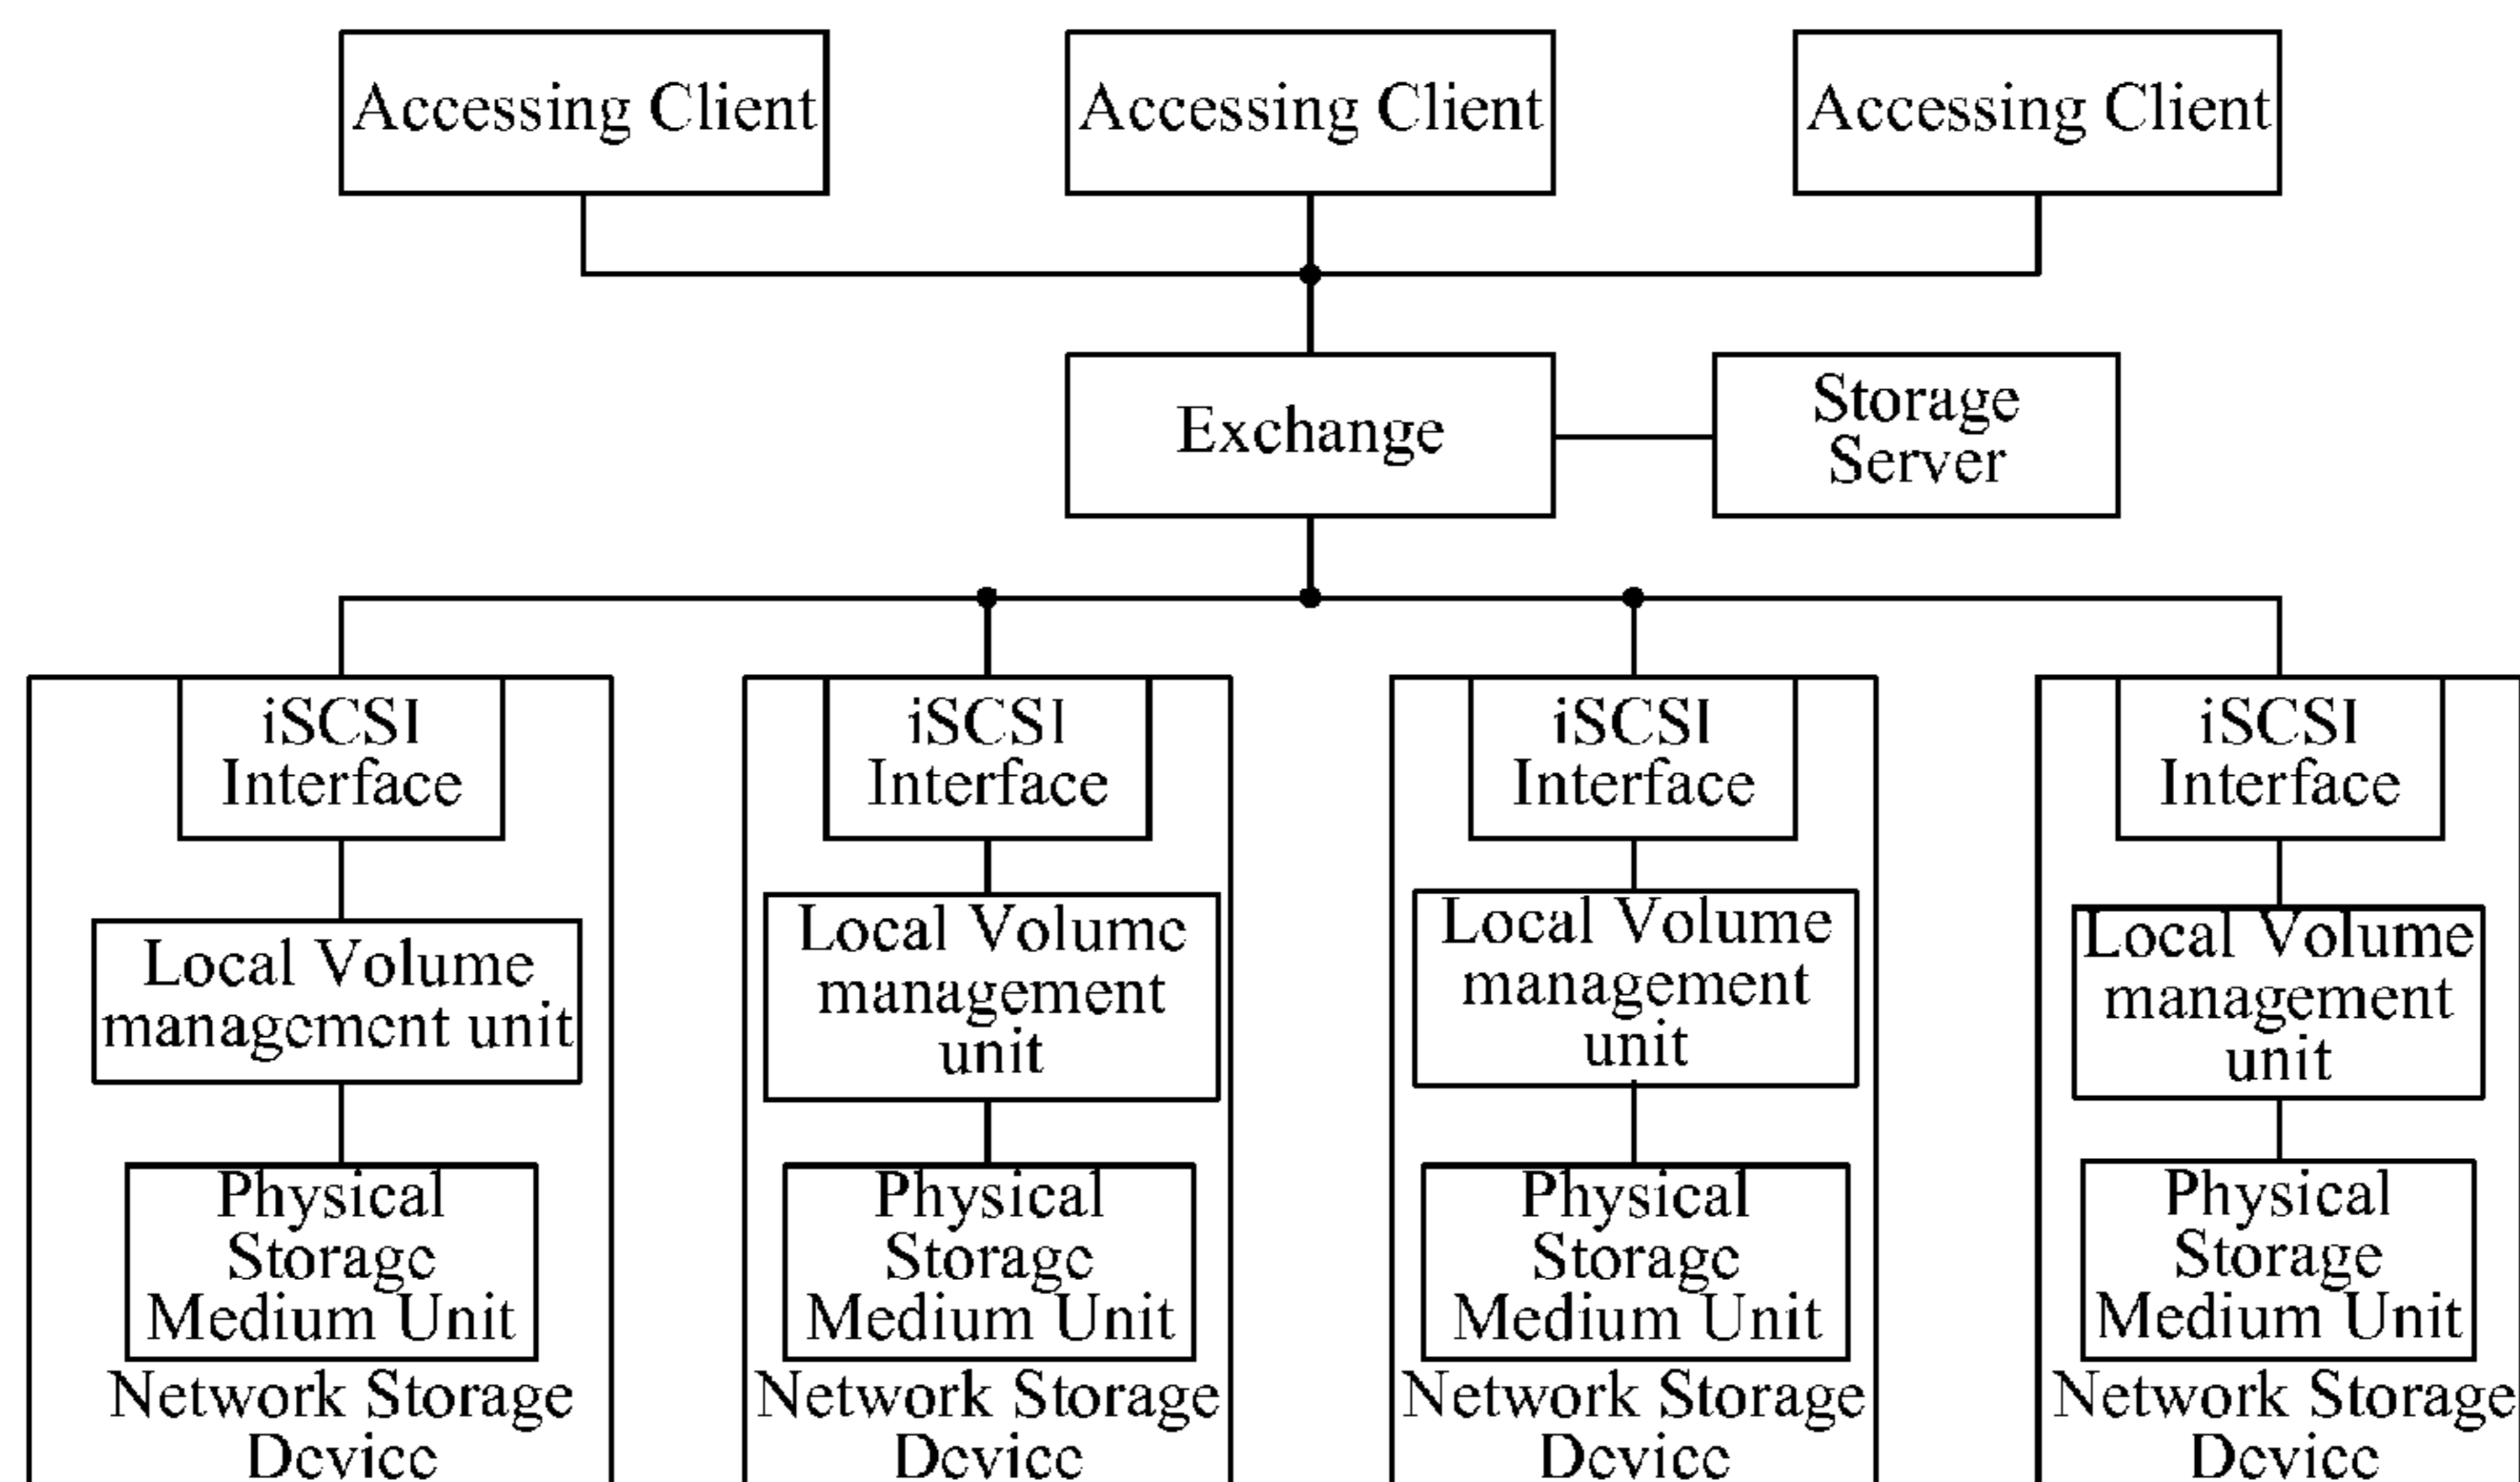 Accessing Client
Accessing Client
Accessing Client
Exchange
Storage
Server
iSCSI
Interface
Local Volume
management unit
Physical
Storage
Medium Unit
Network Storage
Device
iSCSI
Interface
Local Volume
management
unit
Physical
Storage
Medium Unit
Network Storage
Device
iSCSI
Interface
Local Volume
management
unit
Physical
Storage
Medium Unit
Network Storage
Device
iSCSI
Interface
Local Volume
management
unit
Physical
Storage
Medium Unit
Network Storage
Device